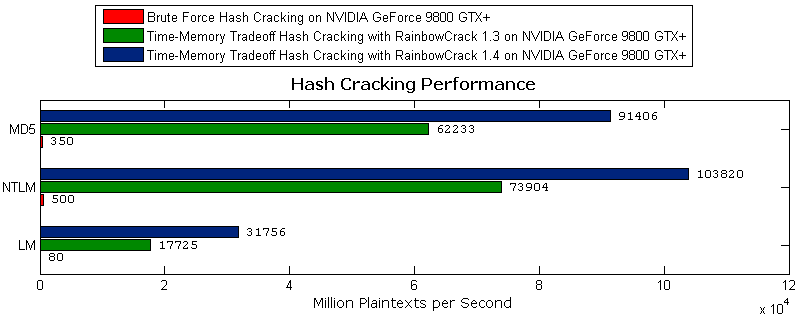 Brute Force Hash Cracking on NVIDIA GeForce 9800 GTX+
Time-Memory Tradeoff Hash Cracking with RainbowCrack 1.3 on NVIDIA GeForce 9800 GTX+
Time-Memory Tradeoff Hash Cracking with RainbowCrack 1.4 on NVIDIA GeForce 9800 GTX+
Hash Cracking Performance
91406
MD5 62233
350
103820
NTLM 73904
500
31756
LM 17725
80
0 2 4 6 8 10 12
Million Plaintexts per Second
x 10⁴